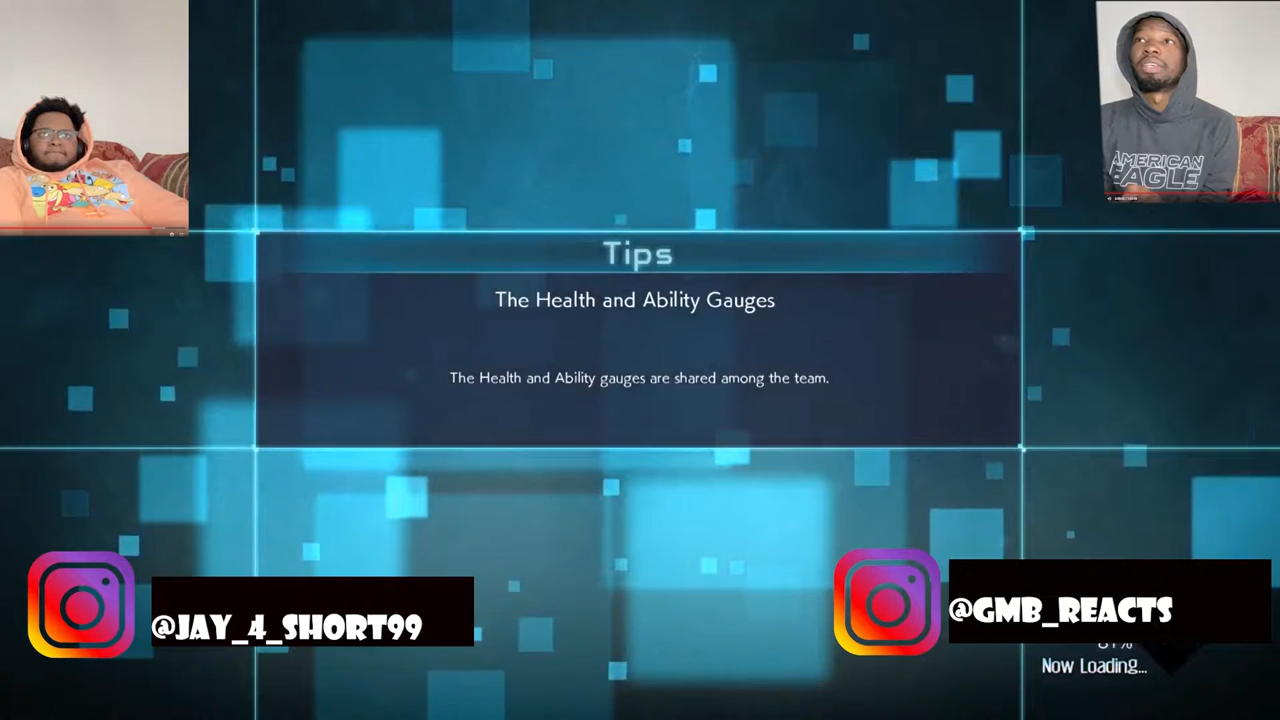 AMERICAN
EAGLE
Tips
The Health and Ability Gauges
The Health and Ability gauges are shared among the team.
@JAY_4_SHORT99
@GMB_REACTS
81%
Now Loading...